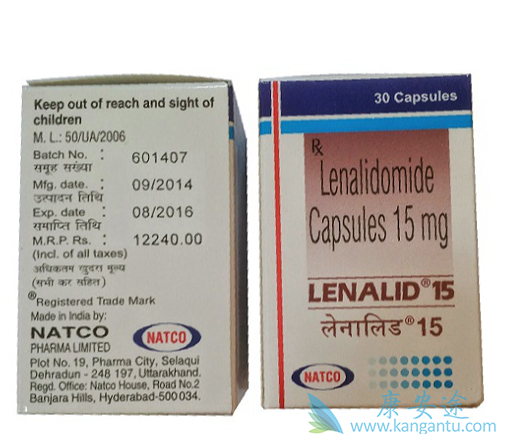 Keep out of reach and sight of
children
M. L.: 50/UA/2006
Batch No. : 601407
समूह संख्या
Mfg. date. : 09/2014
उत्पादन तिथि
Exp. date : 08/2016
समाप्ति तिथि
M.R.P. Rs. : 12240.00
(Incl. of all taxes)
अधिकतम खुदरा मूल्य
(सभी कर सहित)
®Registered Trade Mark
Made in India by:
NATCO
PHARMA LIMITED
NATCO
Plot No. 19, Pharma City, Selaqui
Dehradun - 248 197, Uttarakhand.
Regd. Office: Natco House, Road No.2
Banjara Hills, Hyderabad-500 034.
30 Capsules
Rx
Lenalidomide
Capsules 15 mg
LENALID®15
लेनालिड®15
NATCO
康安途
www.kangantu.com